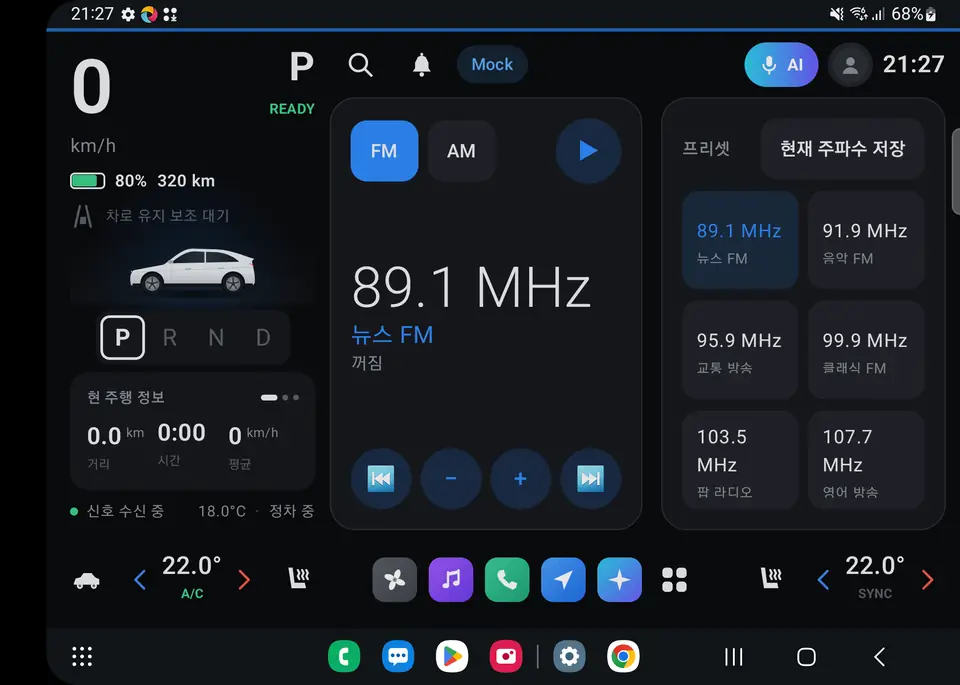 21:27
68%
0
P
READY
km/h
80% 320 km
차로 유지 보조 대기
P R N D
현 주행 정보
0.0 km 0:00 0 km/h
거리 시간 평균
신호 수신 중 18.0°C · 정차 중
Mock
AI
21:27
FM AM
89.1 MHz
뉴스 FM
꺼짐
− +
프리셋 현재 주파수 저장
89.1 MHz
뉴스 FM
91.9 MHz
음악 FM
95.9 MHz
교통 방송
99.9 MHz
클래식 FM
103.5
MHz
팝 라디오
107.7
MHz
영어 방송
22.0°
A/C
22.0°
SYNC